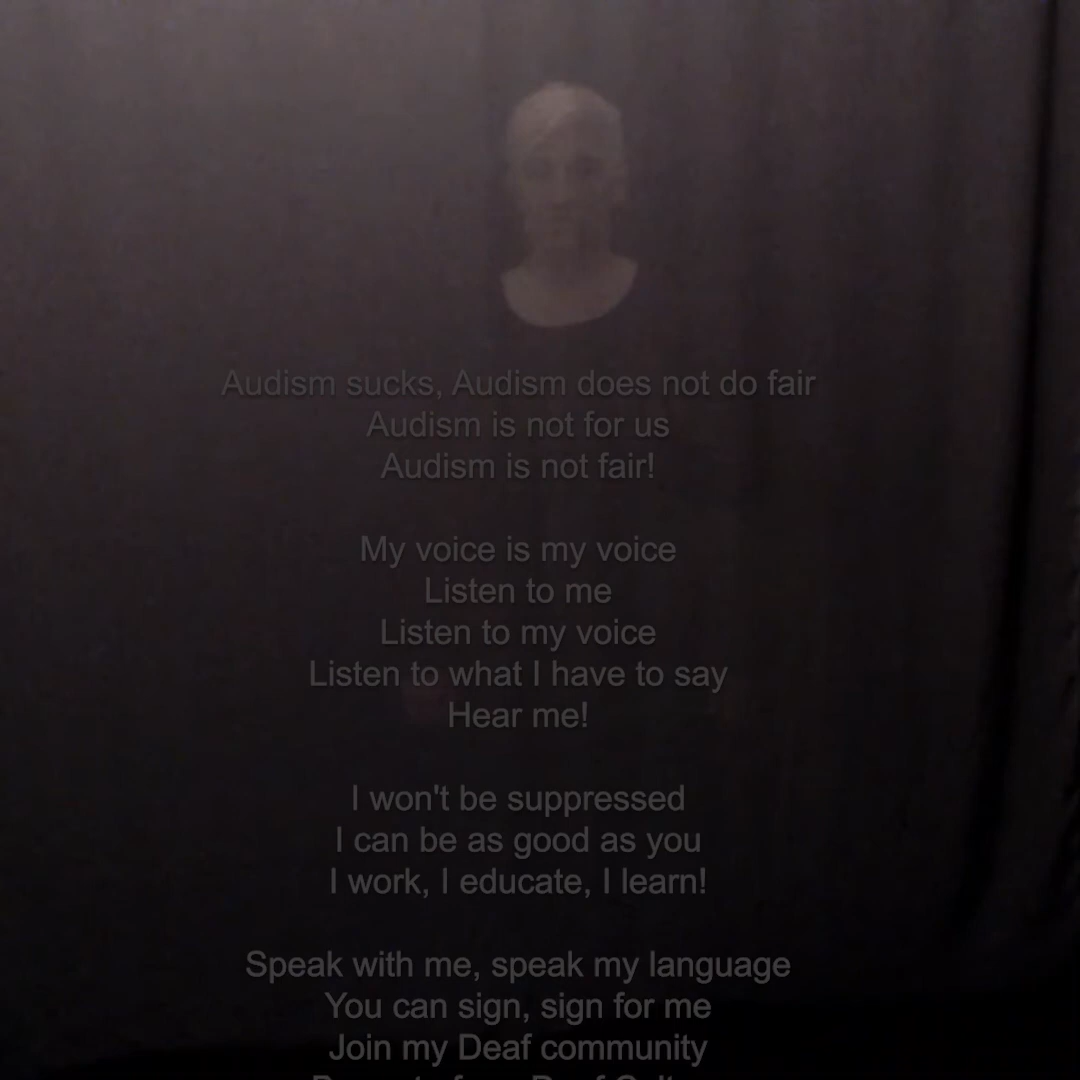 Audism sucks, Audism does not do fair
Audism is not for us
Audism is not fair!
My voice is my voice
Listen to me
Listen to my voice
Listen to what I have to say
Hear me!
I won't be suppressed
I can be as good as you
I work, I educate, I learn!
Speak with me, speak my language
You can sign, sign for me
Join my Deaf community